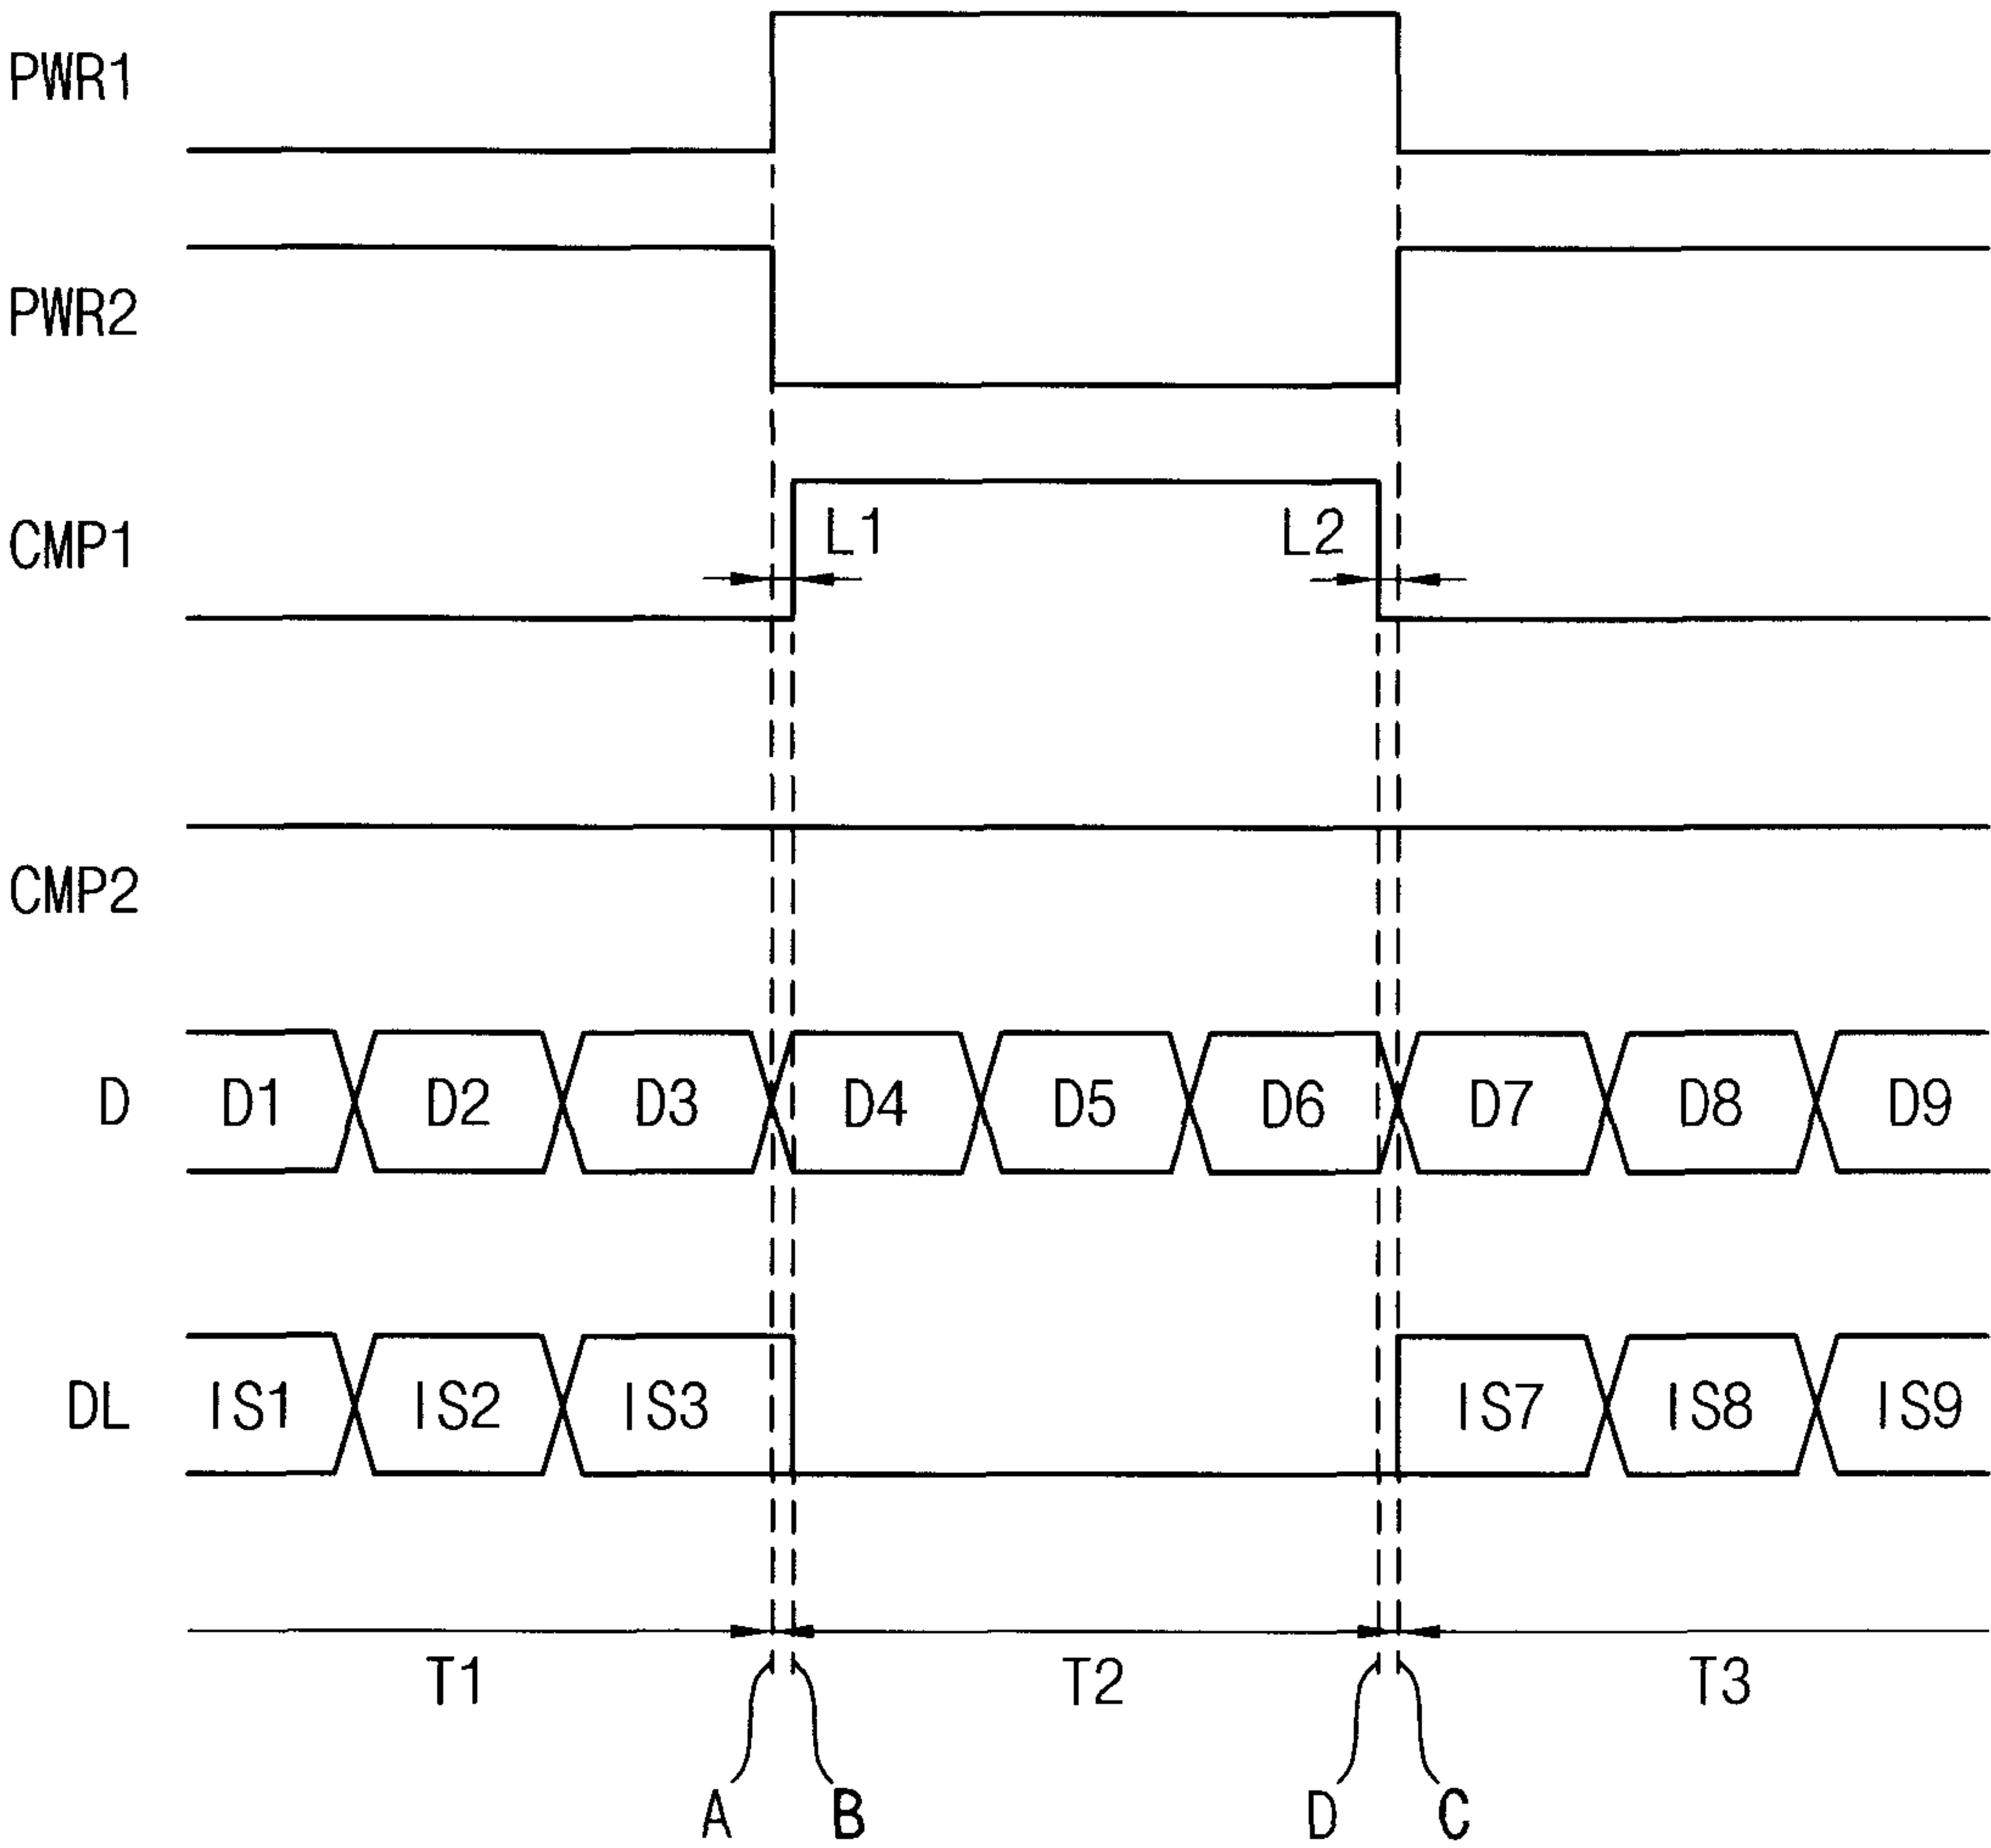 PWR1
PWR2
CMP1 L1 L2
CMP2
D D1 D2 D3 D4 D5 D6 D7 D8 D9
DL IS1 IS2 IS3 IS7 IS8 IS9
T1 T2 T3
A B D C